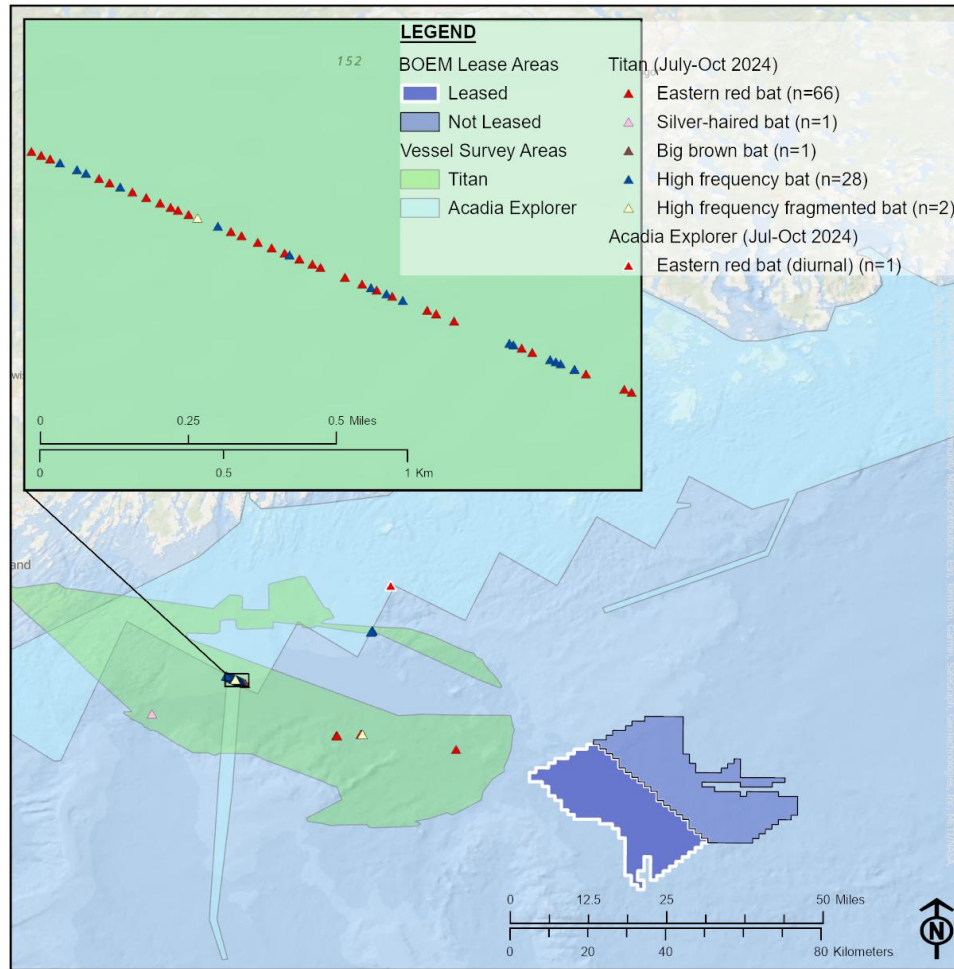 152
LEGEND
BOEM Lease Areas
Leased
Not Leased
Vessel Survey Areas
Titan
Acadia Explorer
Titan (July-Oct 2024)
Eastern red bat (n=66)
Silver-haired bat (n=1)
Big brown bat (n=1)
High frequency bat (n=28)
High frequency fragmented bat (n=2)
Acadia Explorer (Jul-Oct 2024)
Eastern red bat (diurnal) (n=1)
0 0.25 0.5 Miles
0 0.5 1 Km
and
0 12.5 25 50 Miles
0 20 40 80 Kilometers
N